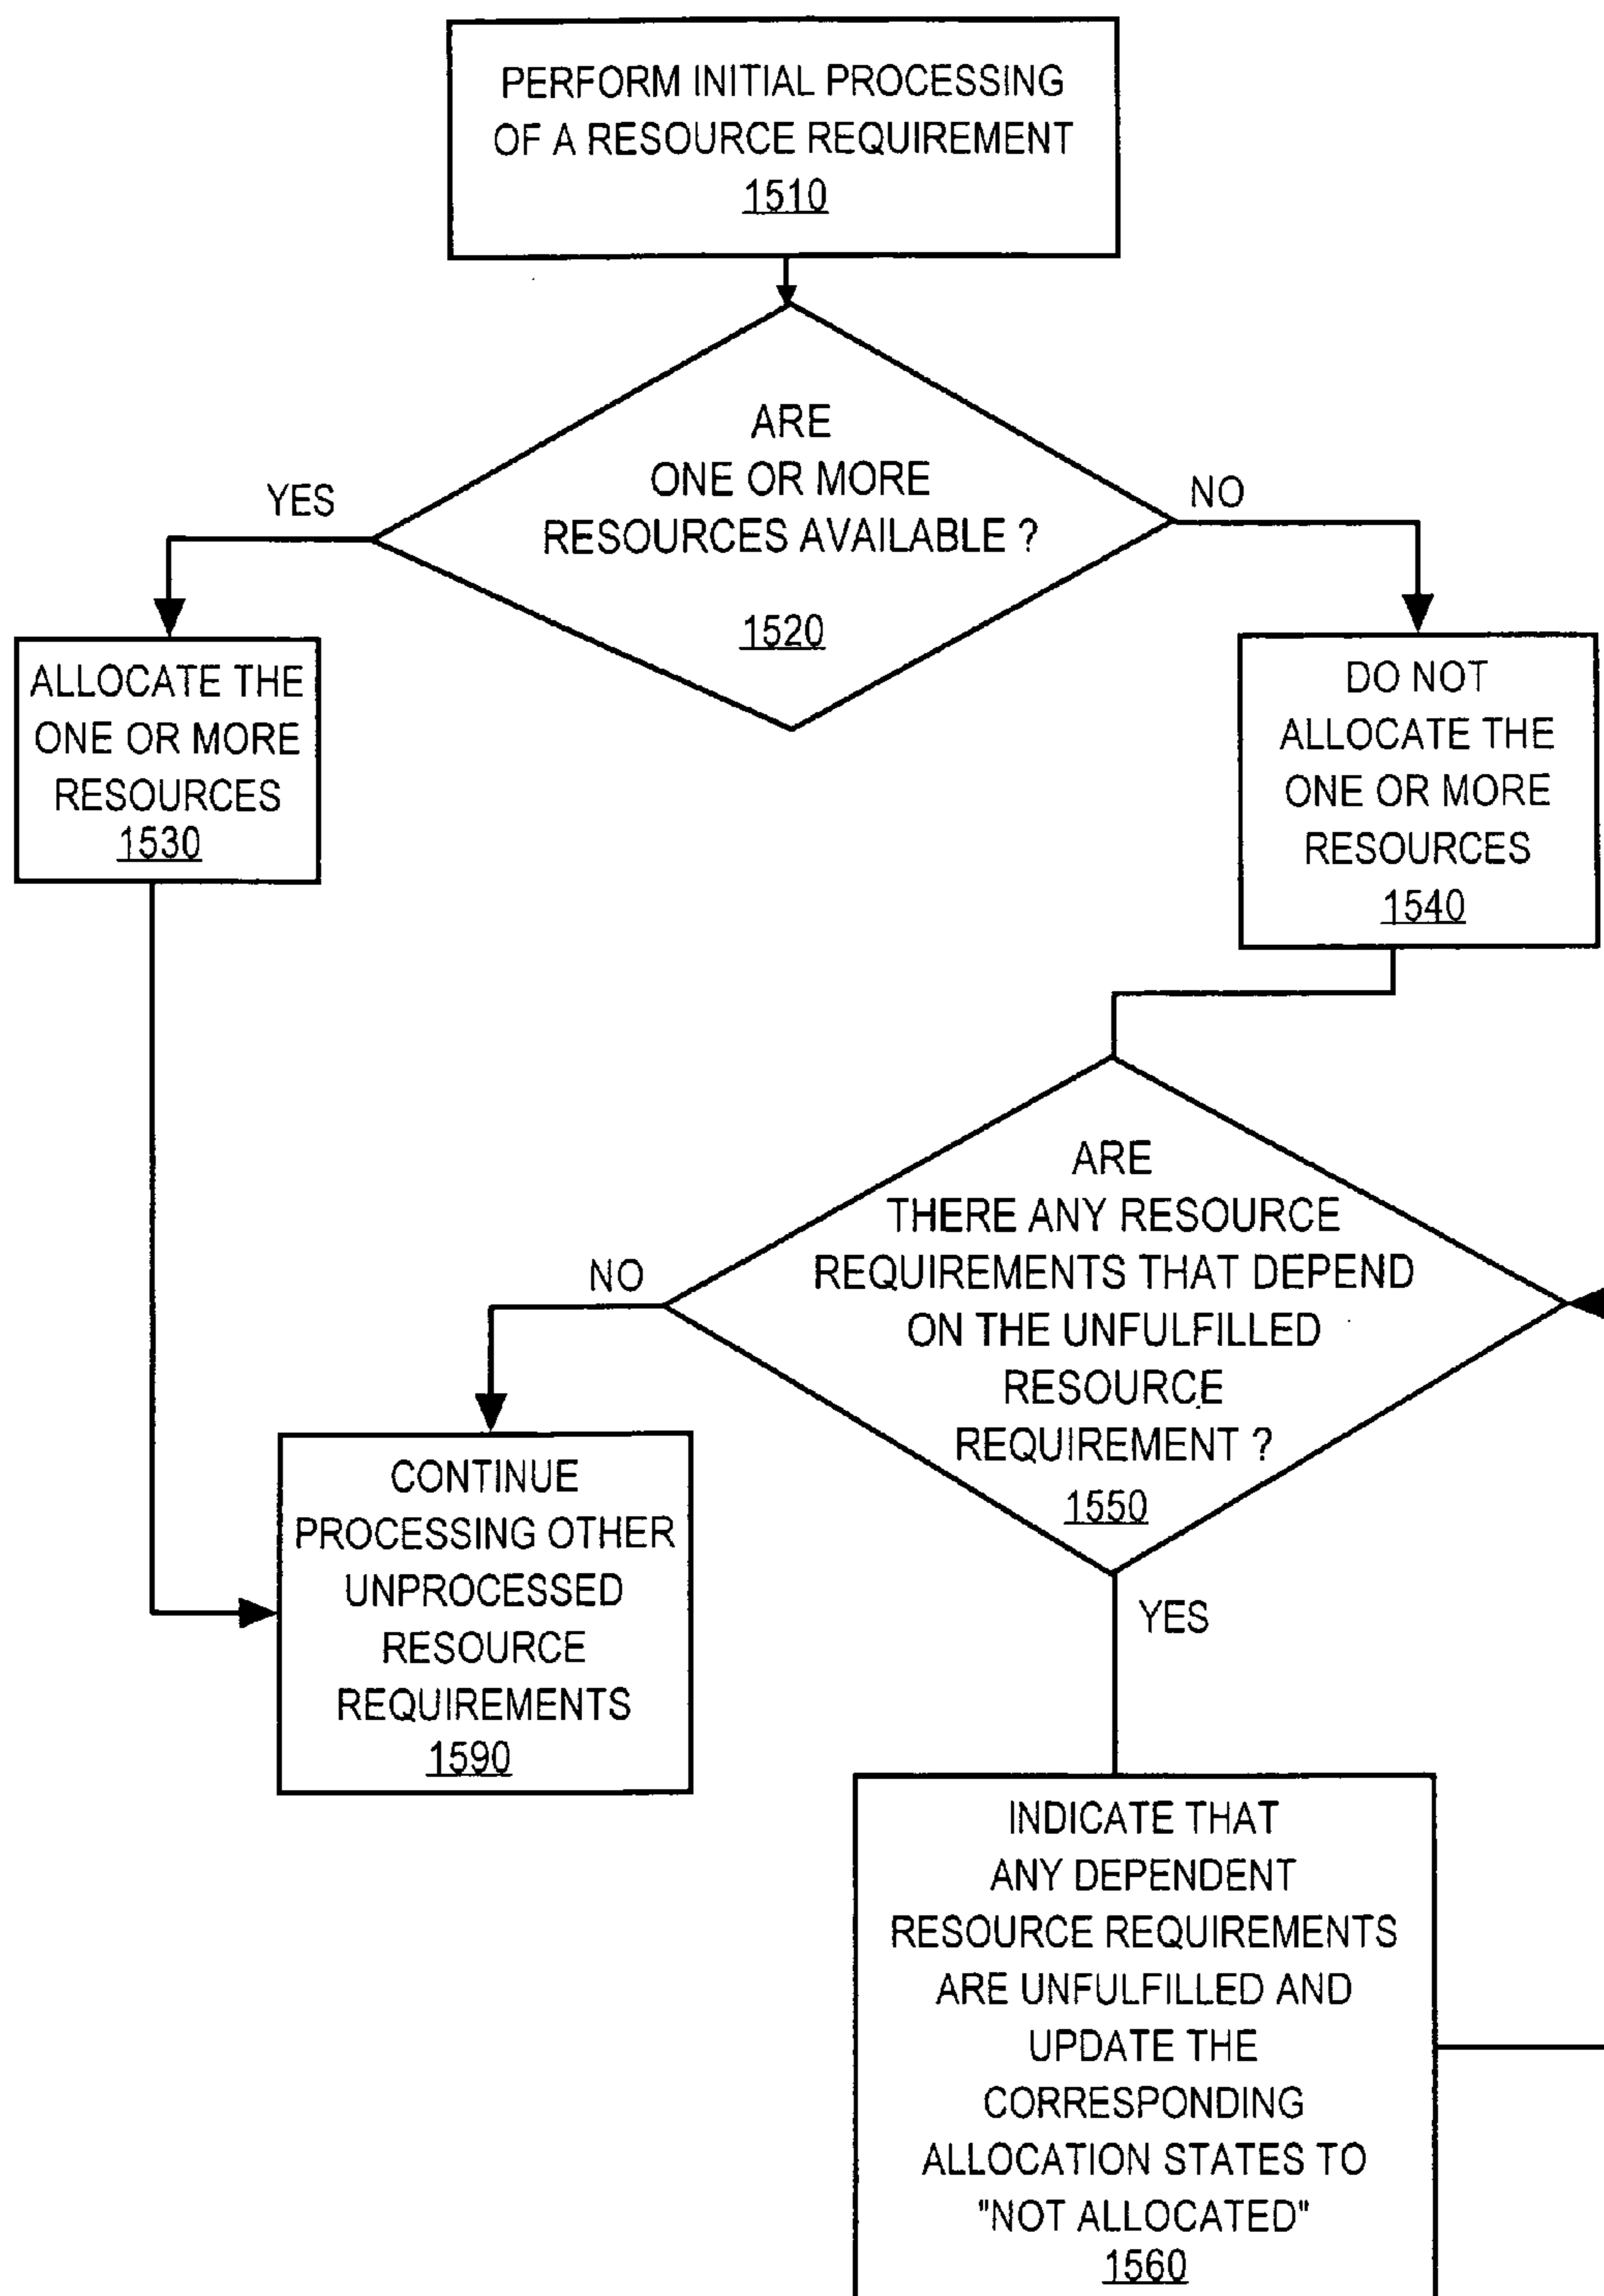 PERFORM INITIAL PROCESSING
OF A RESOURCE REQUIREMENT
1510
ARE
ONE OR MORE
RESOURCES AVAILABLE ?
1520
YES
NO
ALLOCATE THE
ONE OR MORE
RESOURCES
1530
DO NOT
ALLOCATE THE
ONE OR MORE
RESOURCES
1540
ARE
THERE ANY RESOURCE
REQUIREMENTS THAT DEPEND
ON THE UNFULFILLED
RESOURCE
REQUIREMENT ?
1550
NO
YES
CONTINUE
PROCESSING OTHER
UNPROCESSED
RESOURCE
REQUIREMENTS
1590
INDICATE THAT
ANY DEPENDENT
RESOURCE REQUIREMENTS
ARE UNFULFILLED AND
UPDATE THE
CORRESPONDING
ALLOCATION STATES TO
"NOT ALLOCATED"
1560